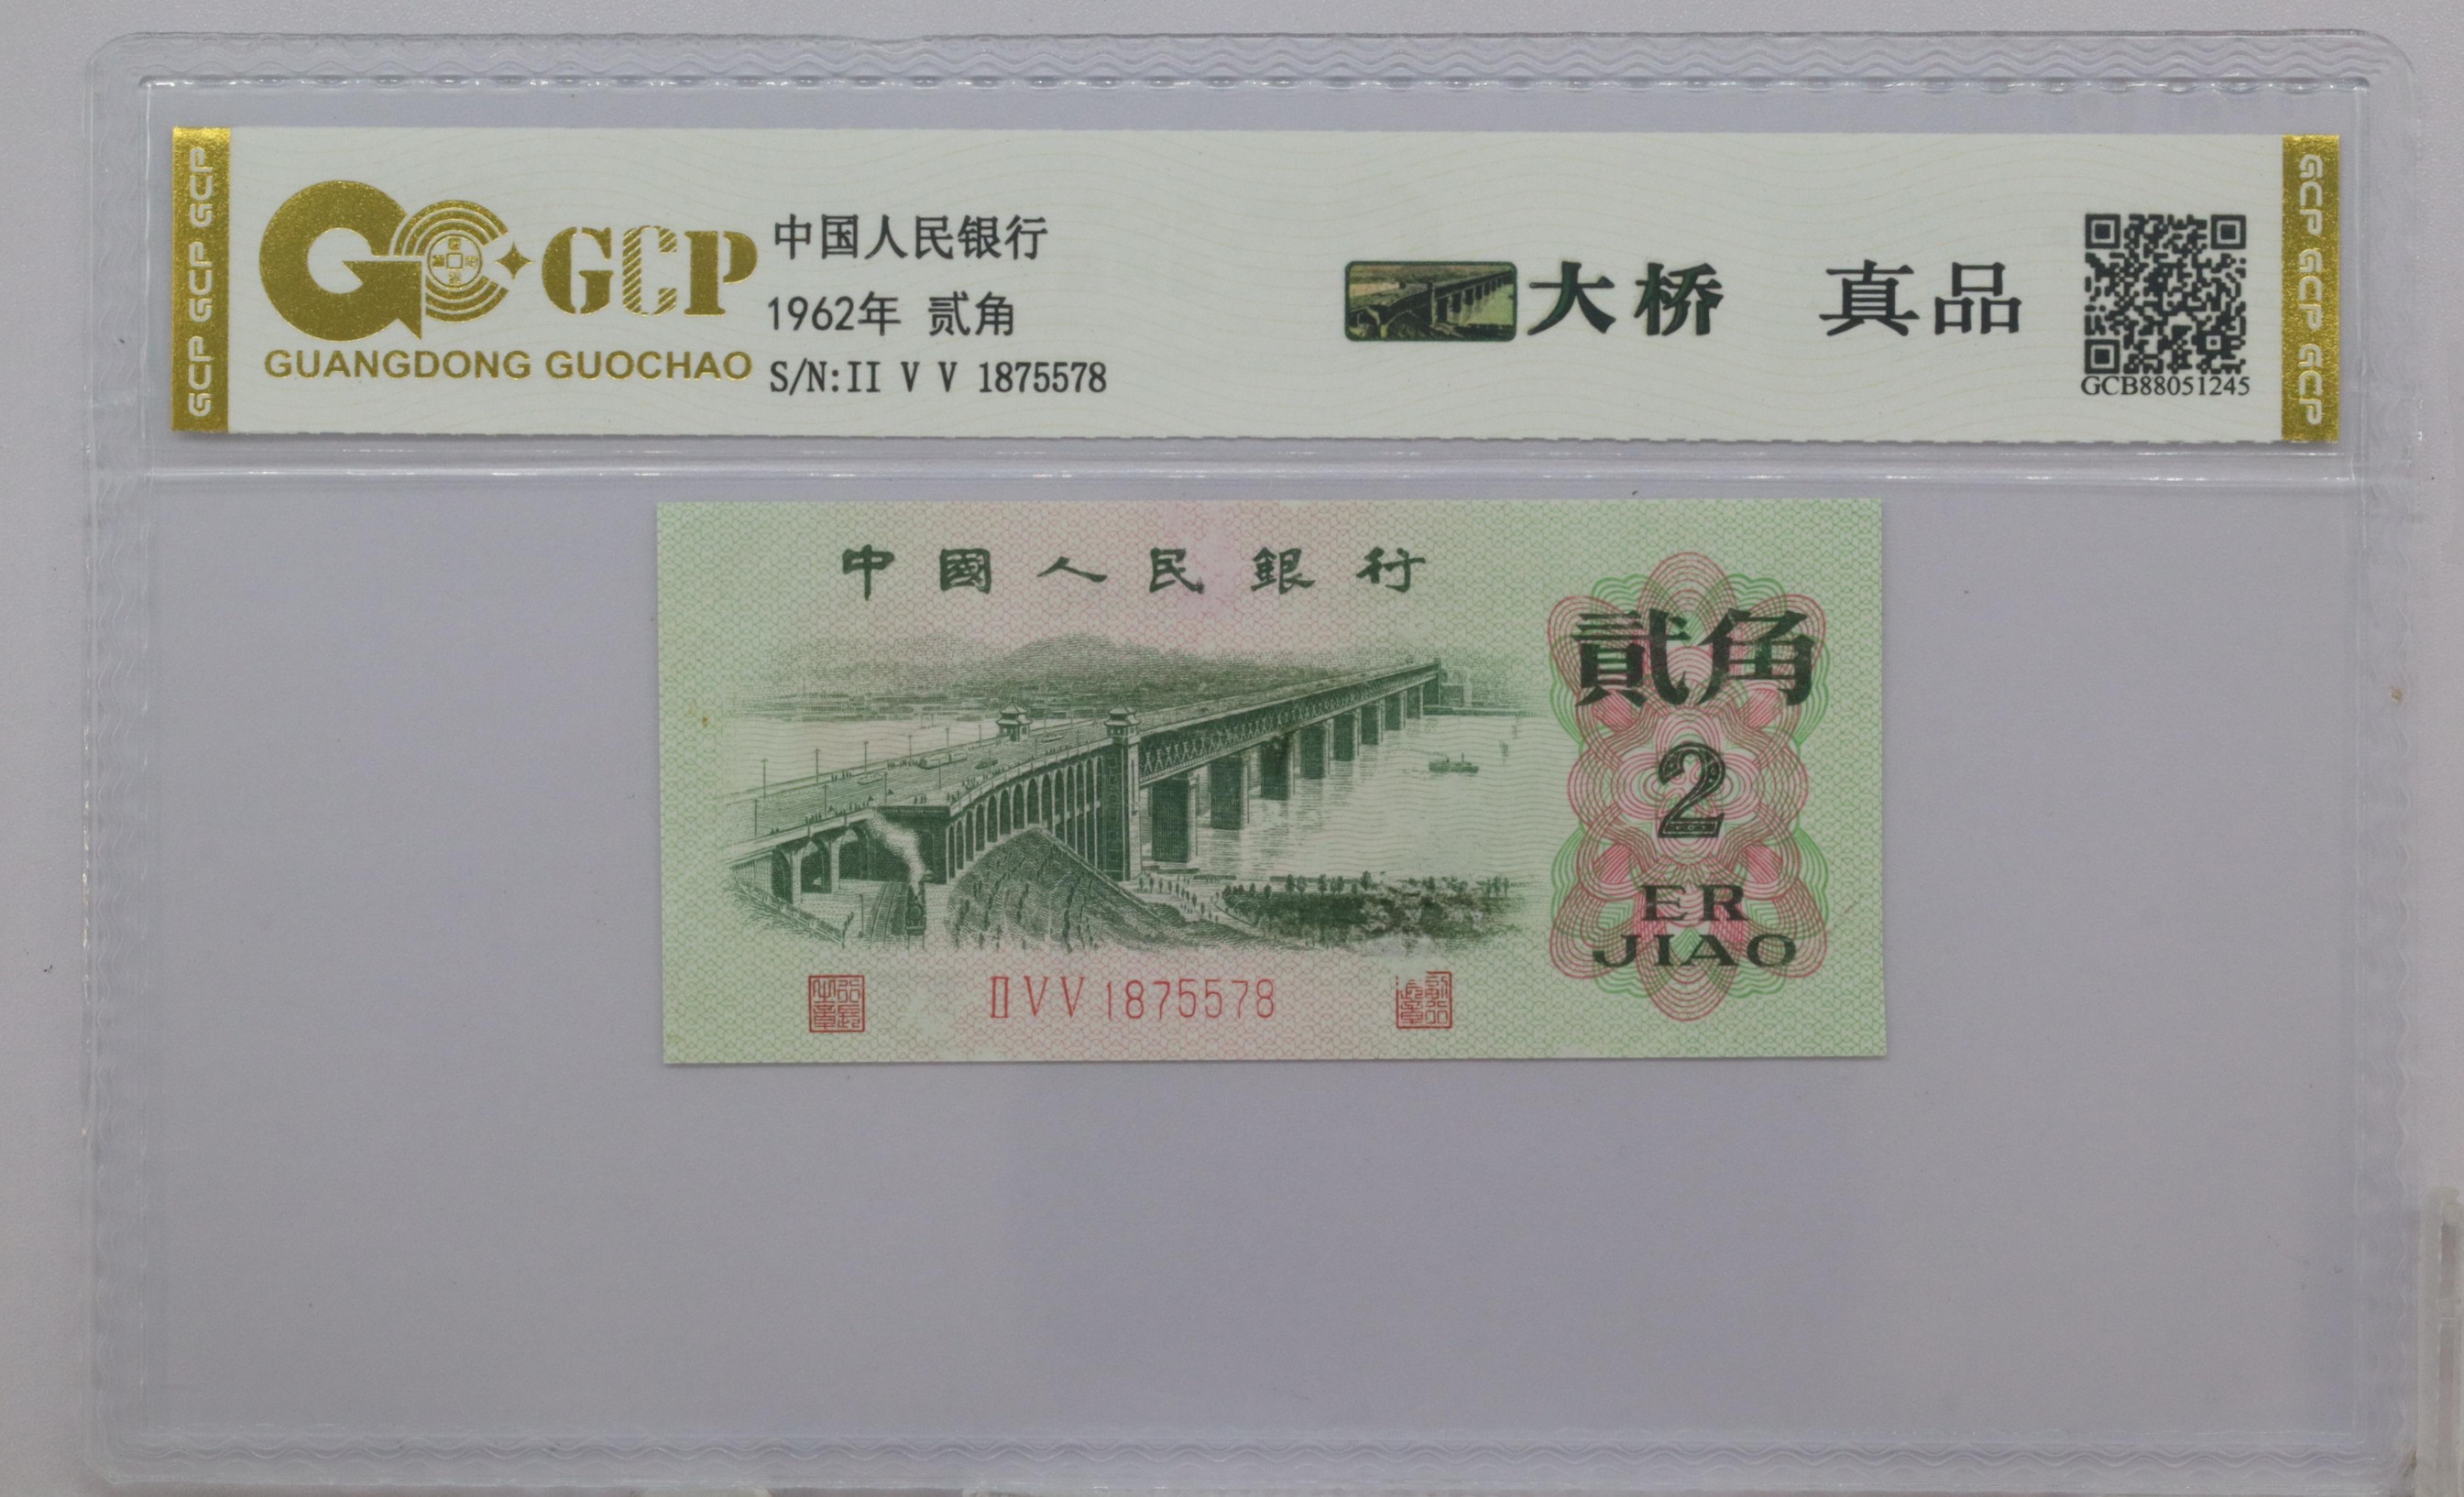 GCP GCP GCP
GCP
GUANGDONG GUOCHAO
中国人民银行
1962年 贰角
S/N:II V V 1875578
大桥 真品
GCB88051245
GCP GCP GCP
中國人民銀行
貳角
2
ER
JIAO
II V V 1875578